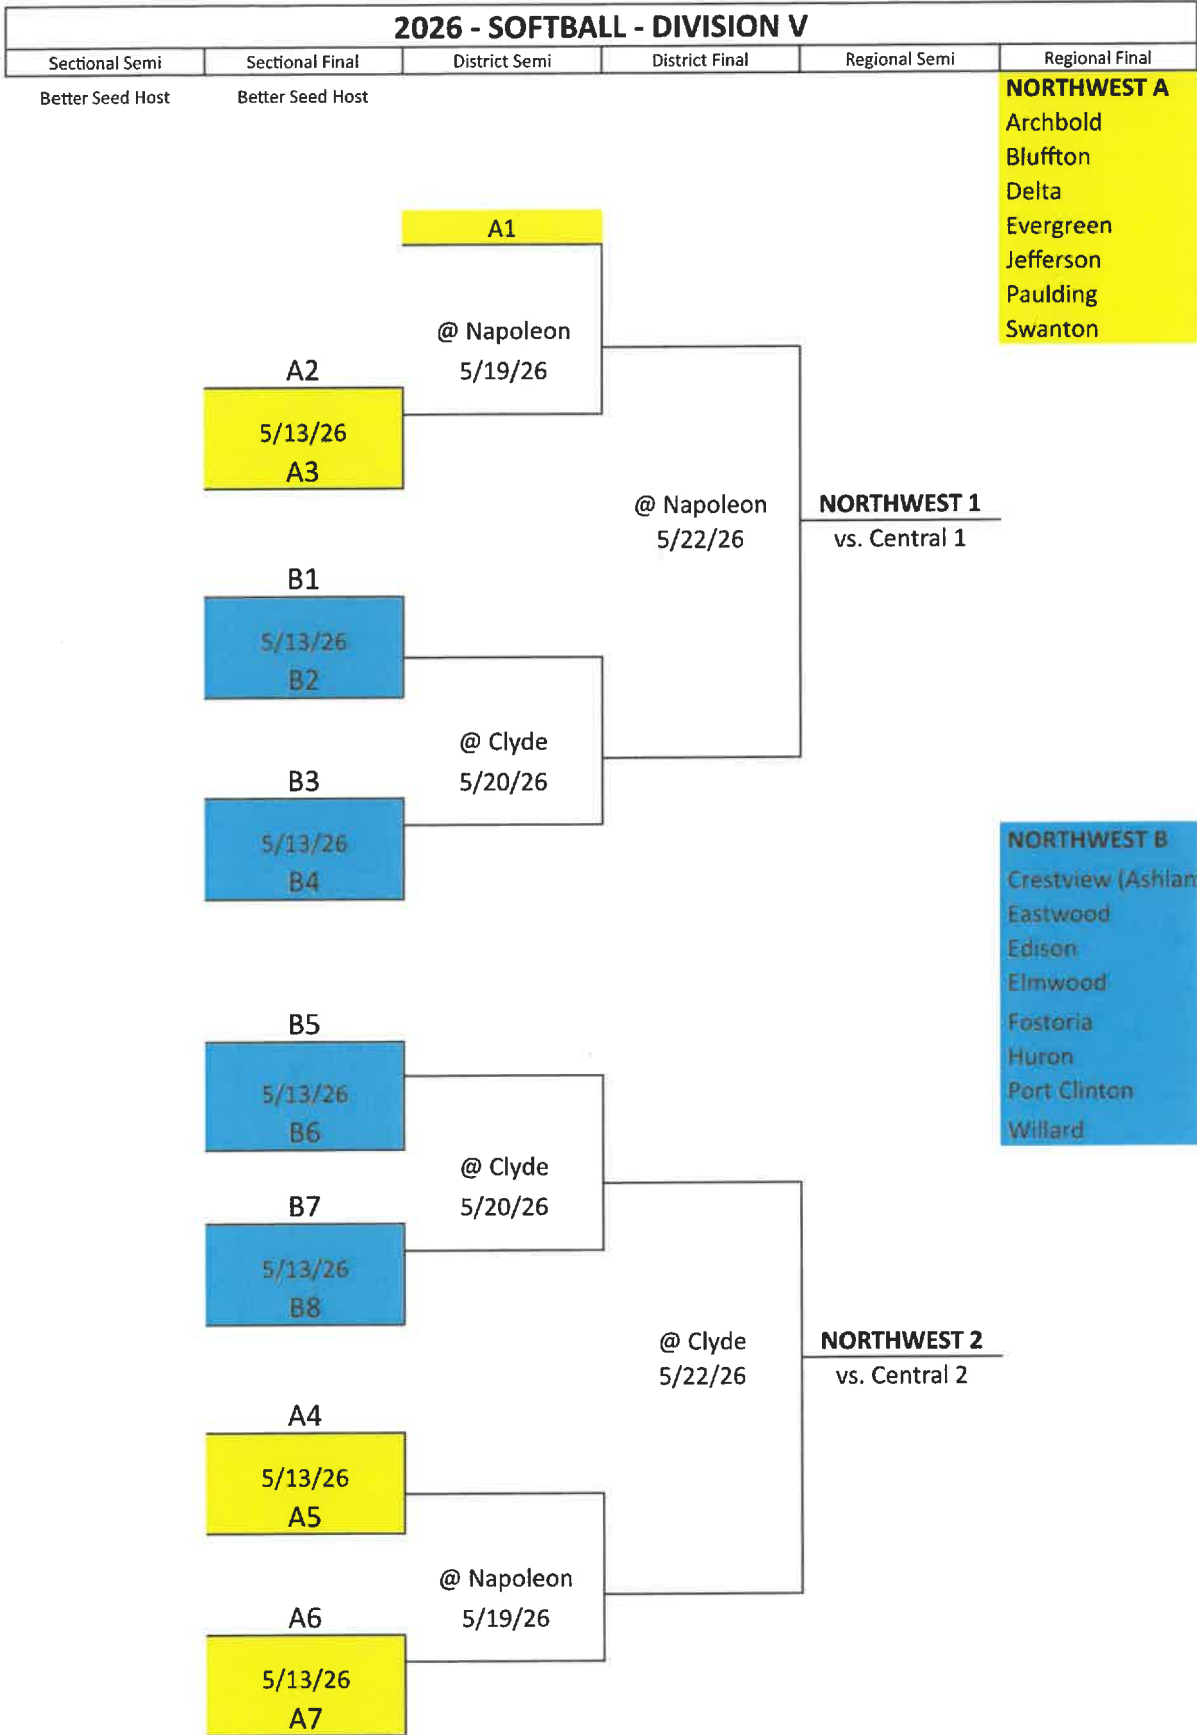 2026 - SOFTBALL - DIVISION V
Sectional Semi
Sectional Final
District Semi
District Final
Regional Semi
Regional Final
Better Seed Host
Better Seed Host
NORTHWEST A
Archbold
Bluffton
Delta
Evergreen
Jefferson
Paulding
Swanton
A1
@ Napoleon
5/19/26
A2
5/13/26
A3
@ Napoleon
5/22/26
NORTHWEST 1
vs. Central 1
B1
5/13/26
B2
@ Clyde
5/20/26
B3
5/13/26
B4
NORTHWEST B
Crestview (Ashlan
Eastwood
Edison
Elmwood
Fostoria
Huron
Port Clinton
Willard
B5
5/13/26
B6
@ Clyde
5/20/26
B7
5/13/26
B8
@ Clyde
5/22/26
NORTHWEST 2
vs. Central 2
A4
5/13/26
A5
@ Napoleon
5/19/26
A6
5/13/26
A7